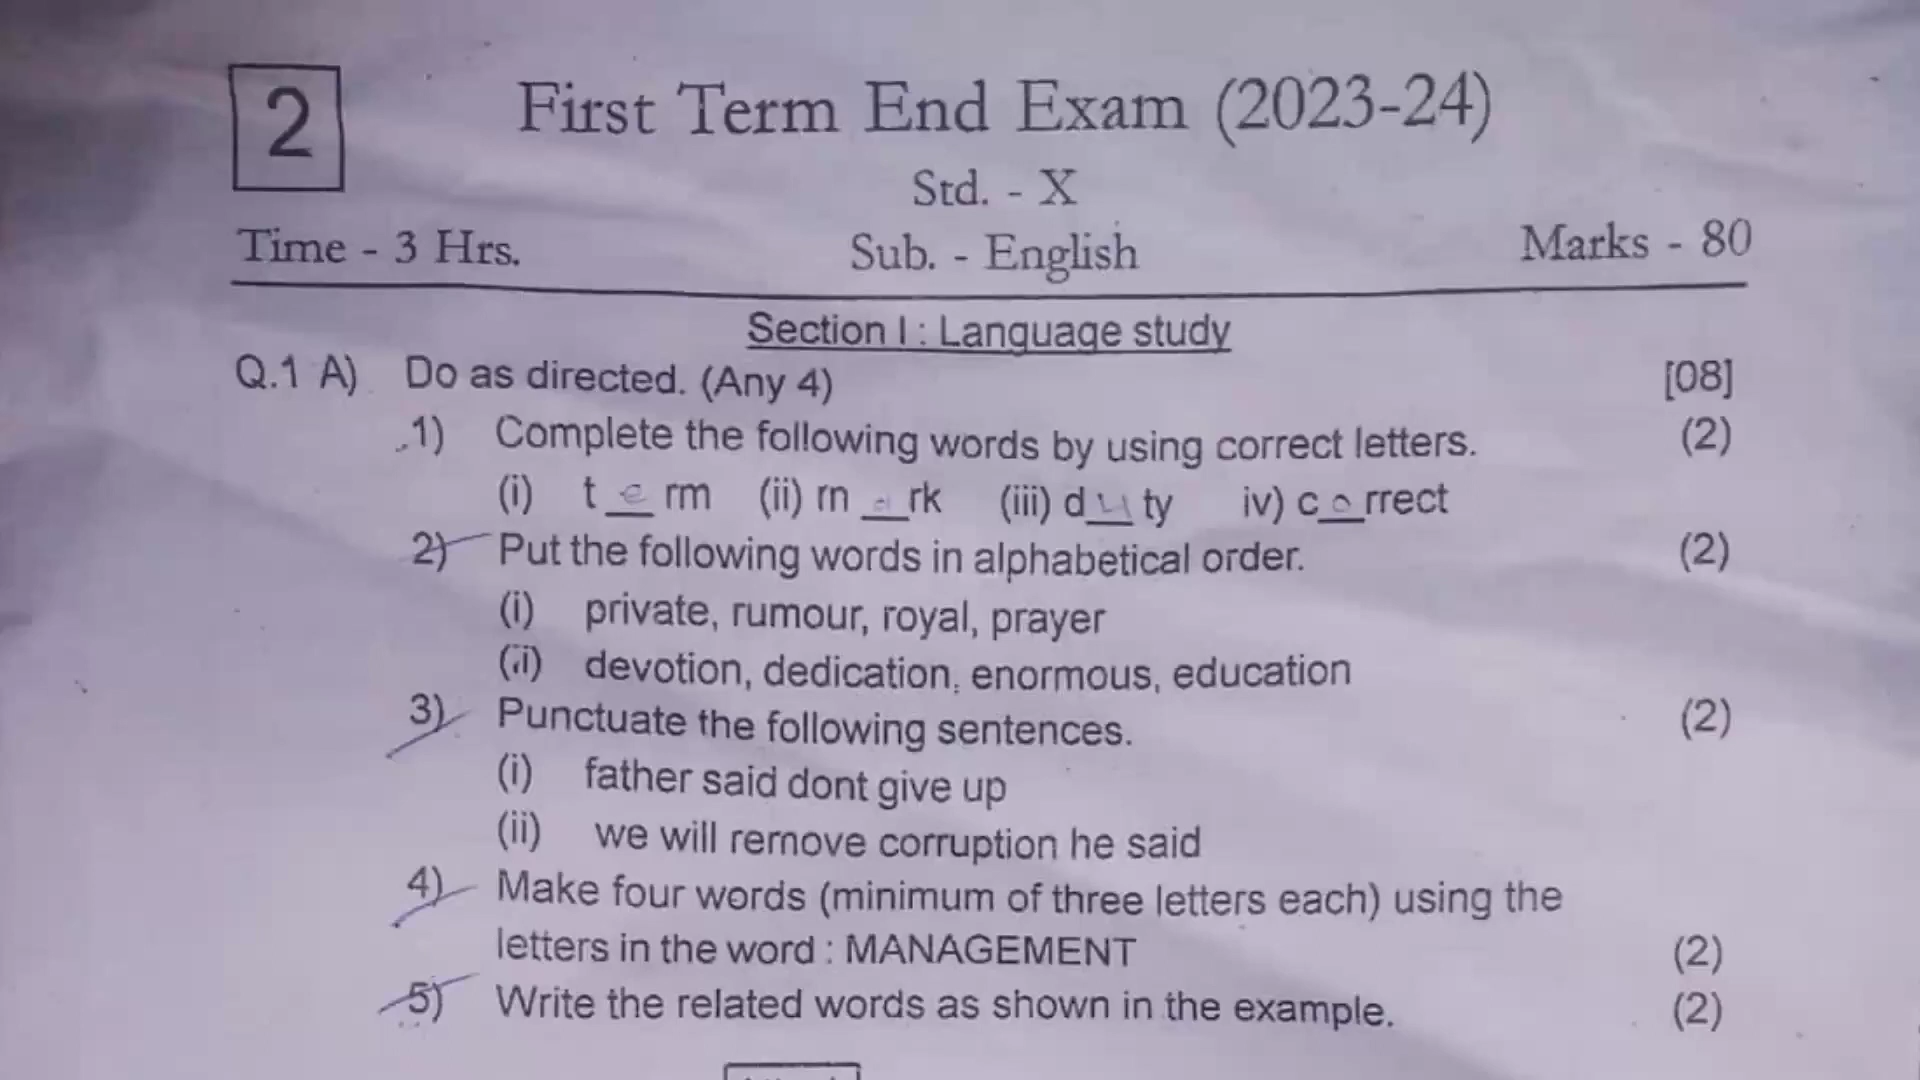 2
First Term End Exam (2023-24)
Std. - X
Time - 3 Hrs. Sub. - English Marks - 80
Section I : Language study
Q.1 A) Do as directed. (Any 4) [08]
1) Complete the following words by using correct letters. (2)
(i) t e rm (ii) m a rk (iii) d u ty iv) c o rrect
2) Put the following words in alphabetical order. (2)
(i) private, rumour, royal, prayer
(ii) devotion, dedication, enormous, education
3) Punctuate the following sentences. (2)
(i) father said dont give up
(ii) we will remove corruption he said
4) Make four words (minimum of three letters each) using the
letters in the word : MANAGEMENT (2)
5) Write the related words as shown in the example. (2)